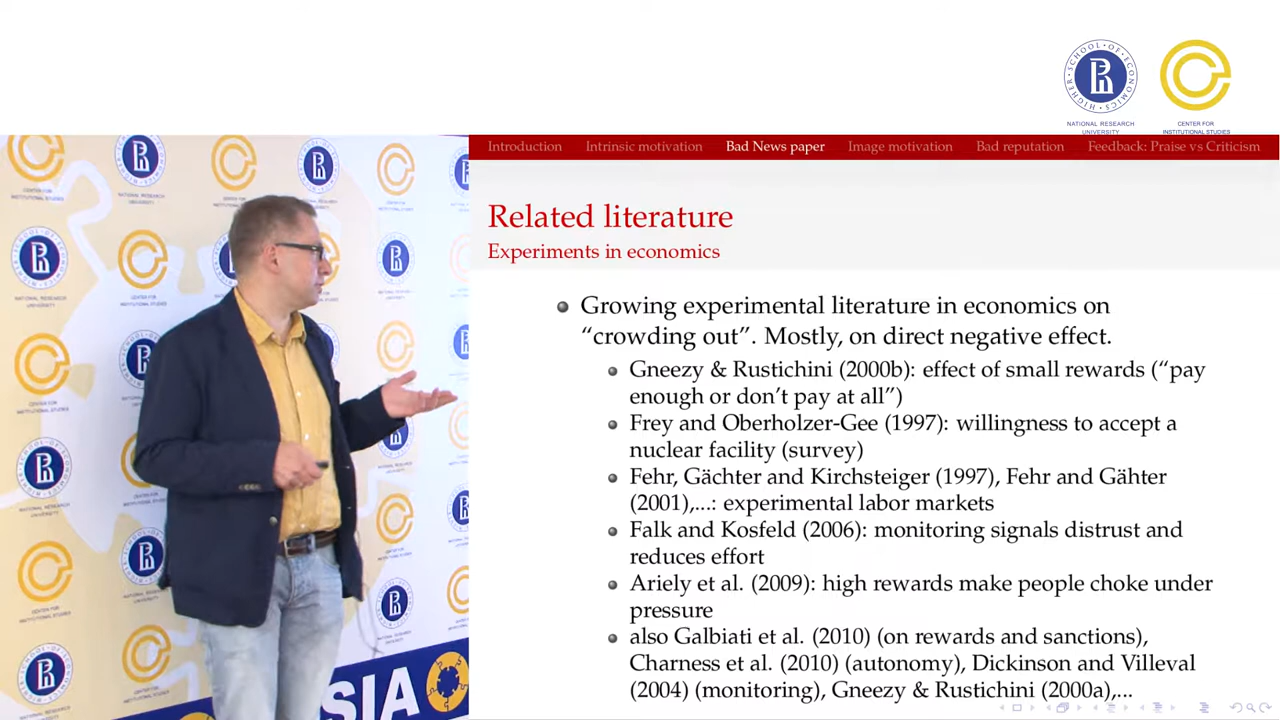 HIGHER · SCHOOL · OF · ECONOMICS
NATIONAL RESEARCH
UNIVERSITY
CENTER FOR
INSTITUTIONAL STUDIES
Introduction Intrinsic motivation Bad News paper Image motivation Bad reputation Feedback: Praise vs Criticism
Related literature
Experiments in economics
Growing experimental literature in economics on
“crowding out”. Mostly, on direct negative effect.
Gneezy & Rustichini (2000b): effect of small rewards (“pay
enough or don’t pay at all”)
Frey and Oberholzer-Gee (1997): willingness to accept a
nuclear facility (survey)
Fehr, Gächter and Kirchsteiger (1997), Fehr and Gähter
(2001),...: experimental labor markets
Falk and Kosfeld (2006): monitoring signals distrust and
reduces effort
Ariely et al. (2009): high rewards make people choke under
pressure
also Galbiati et al. (2010) (on rewards and sanctions),
Charness et al. (2010) (autonomy), Dickinson and Villeval
(2004) (monitoring), Gneezy & Rustichini (2000a),...
SIA